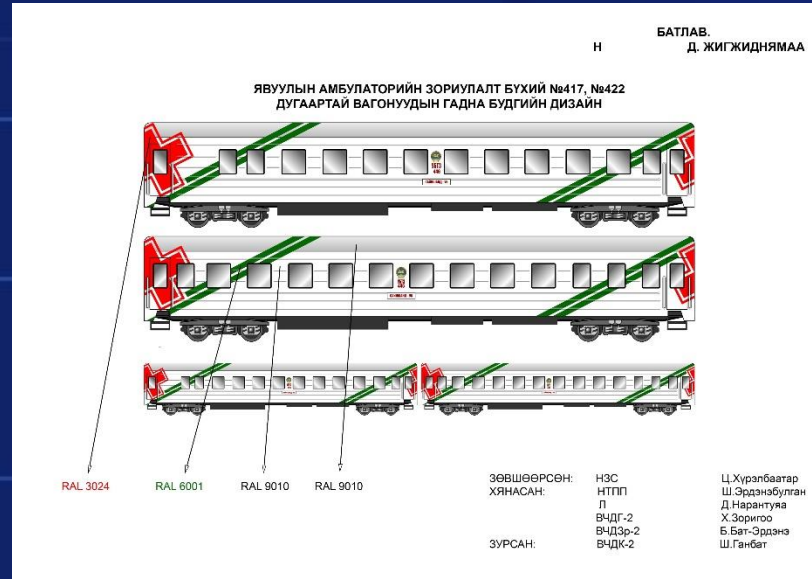 БАТЛАВ.
Н Д. ЖИГЖИДНЯМАА
ЯВУУЛЫН АМБУЛАТОРИЙН ЗОРИУЛАЛТ БҮХИЙ №417, №422
ДУГААРТАЙ ВАГОНУУДЫН ГАДНА БУДГИЙН ДИЗАЙН
RAL 3024 RAL 6001 RAL 9010 RAL 9010
ЗӨВШӨӨРСӨН: НЗС Ц.Хүрэлбаатар
ХЯНАСАН: НТПП Ш.Эрдэнэбулган
Л Д.Нарантуяа
ВЧДГ-2 Х.Зоригоо
ВЧДЭр-2 Б.Бат-Эрдэнэ
ЗУРСАН: ВЧДК-2 Ш.Ганбат